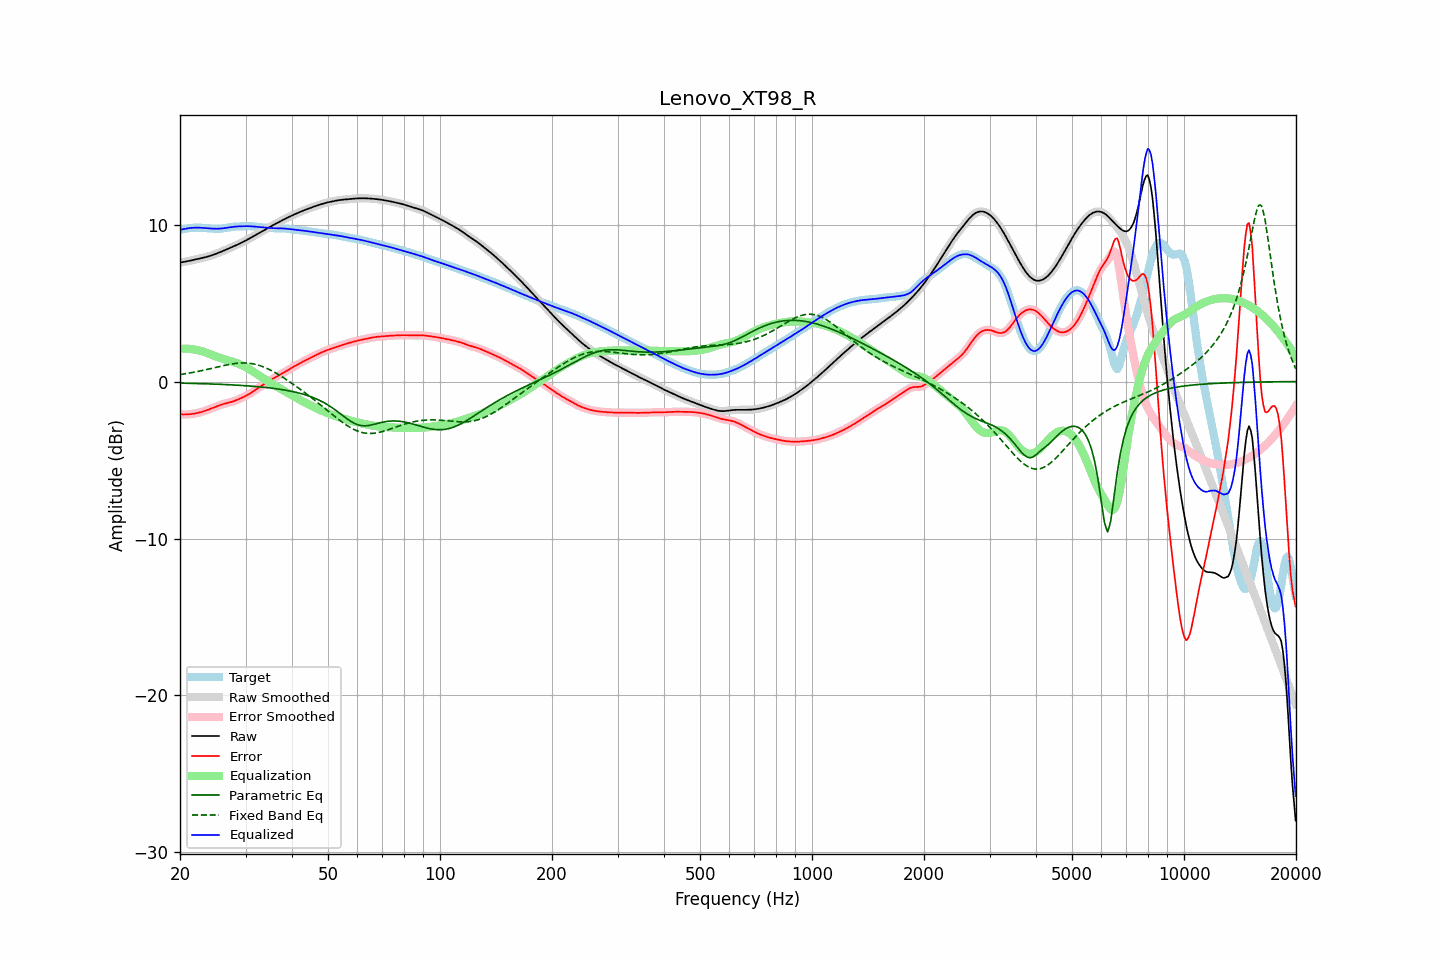 Lenovo_XT98_R
Amplitude (dBr)
10
0
−10
−20
−30
Target
Raw Smoothed
Error Smoothed
Raw
Error
Equalization
Parametric Eq
Fixed Band Eq
Equalized
20 50 100 200 500 1000 2000 5000 10000 20000
Frequency (Hz)